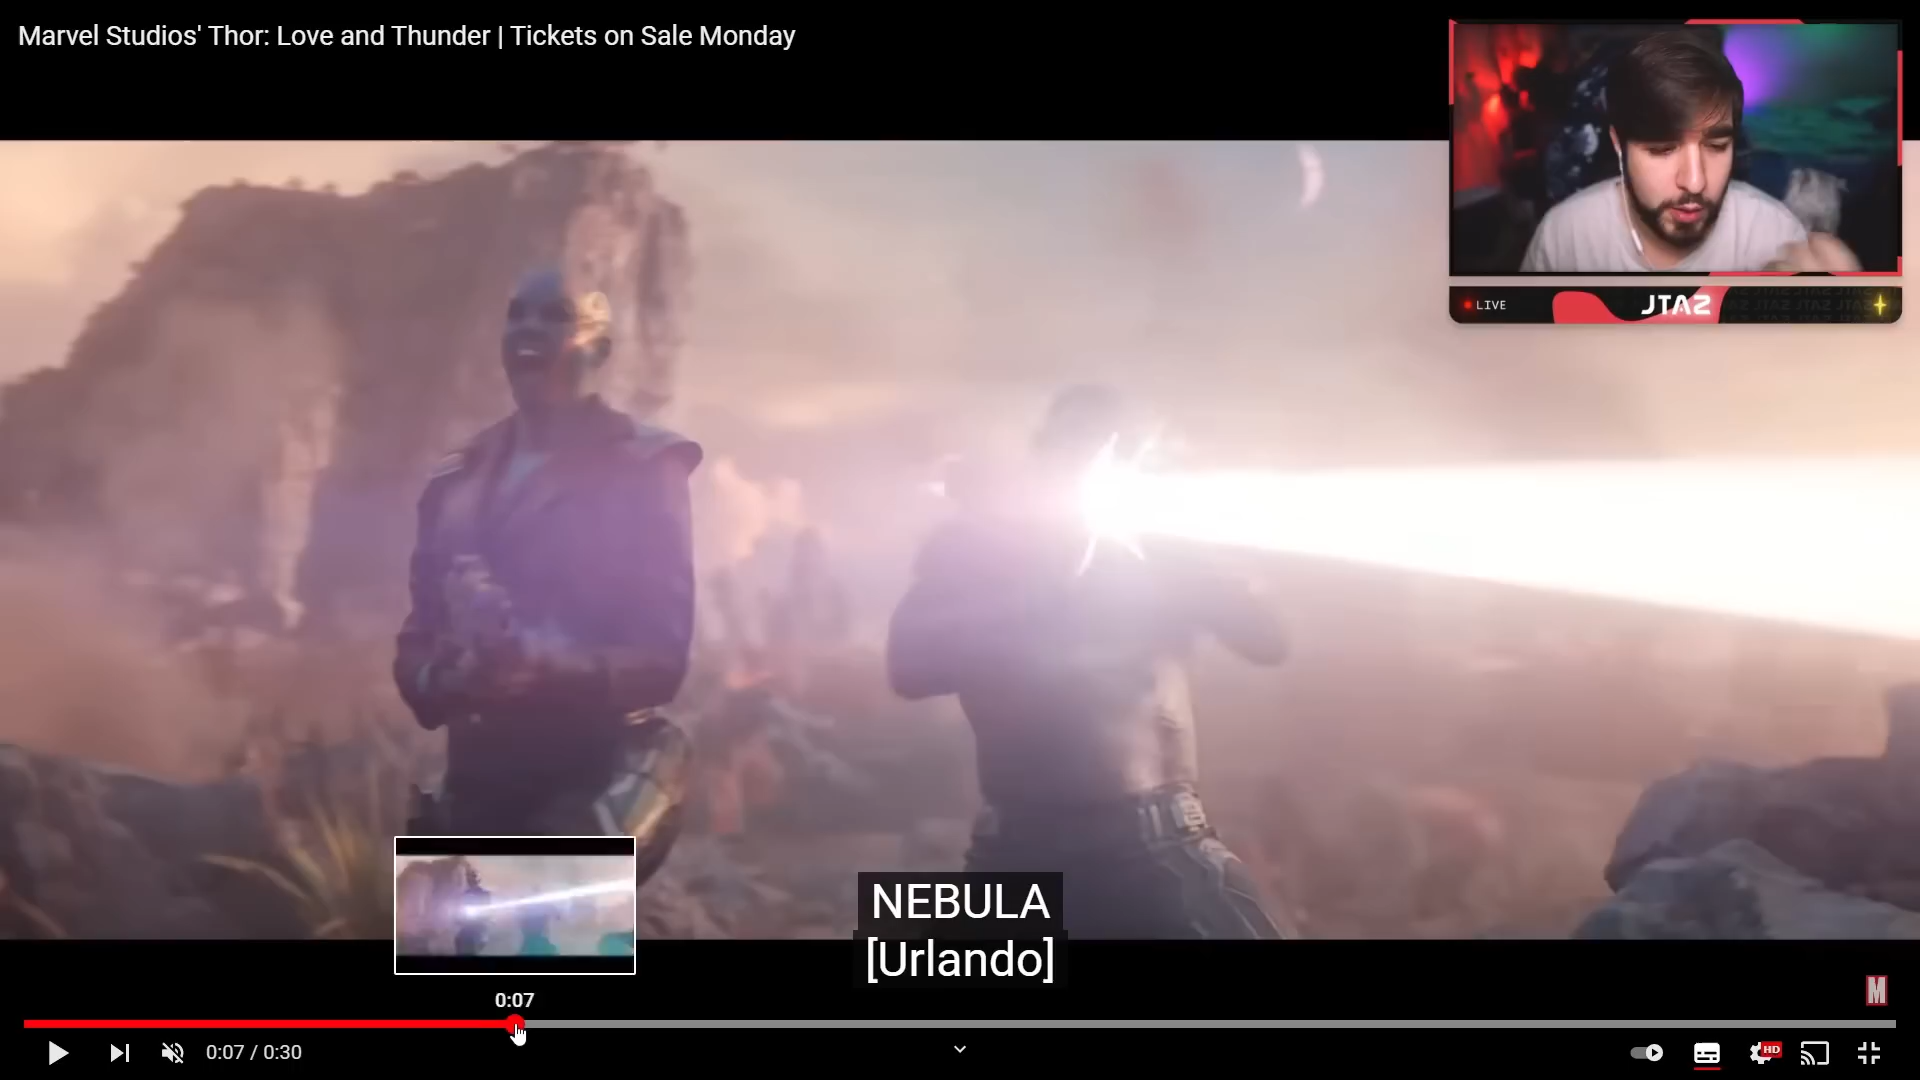 Marvel Studios' Thor: Love and Thunder | Tickets on Sale Monday
LIVE
JTAZ
NEBULA
[Urlando]
M
0:07
0:07 / 0:30
HD